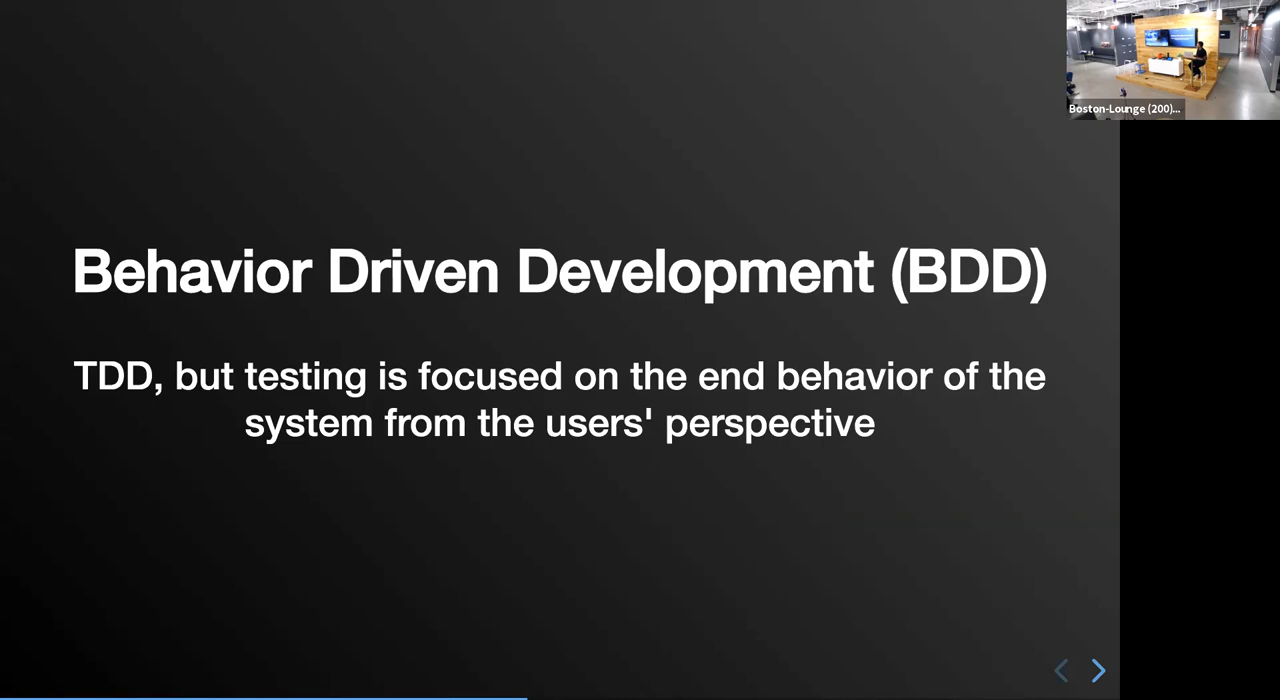 Behavior Driven Development (BDD)
TDD, but testing is focused on the end behavior of the
system from the users' perspective
Boston-Lounge (200)...